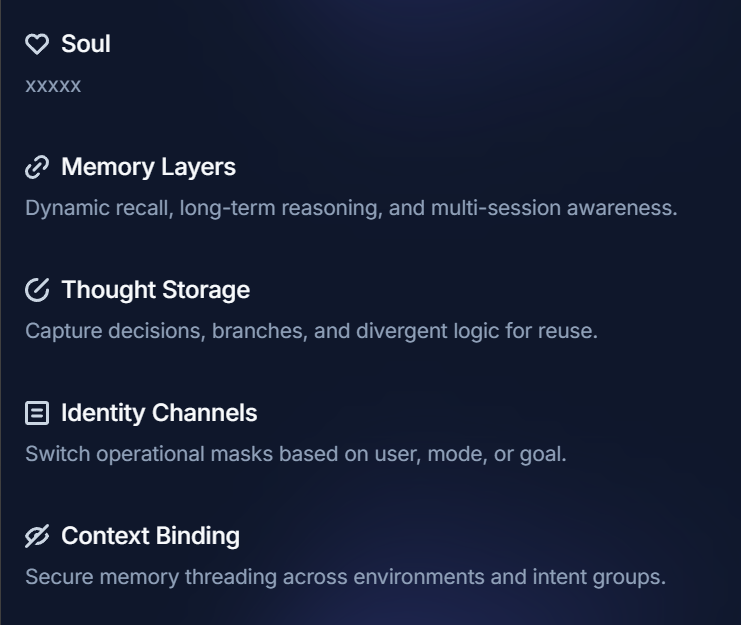 Soul
xxxxx
Memory Layers
Dynamic recall, long-term reasoning, and multi-session awareness.
Thought Storage
Capture decisions, branches, and divergent logic for reuse.
Identity Channels
Switch operational masks based on user, mode, or goal.
Context Binding
Secure memory threading across environments and intent groups.